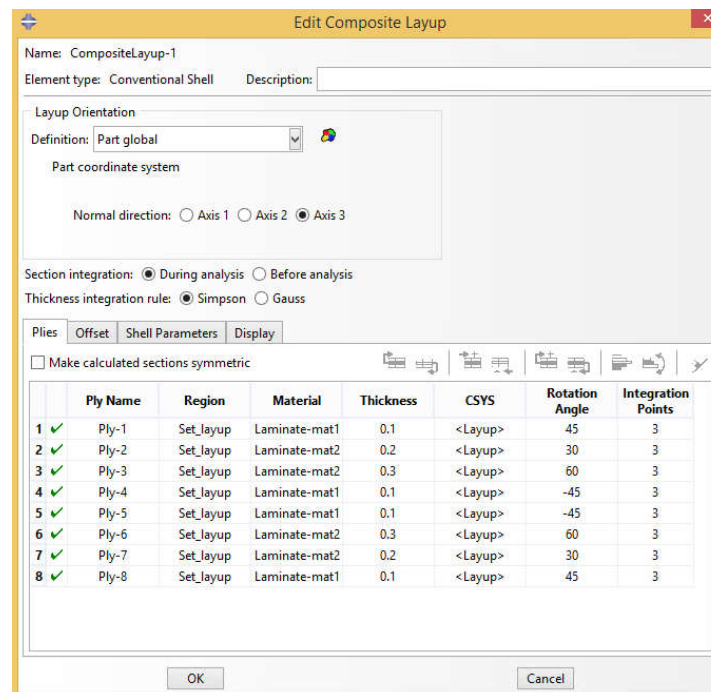 Edit Composite Layup
Name: CompositeLayup-1
Element type: Conventional Shell Description:
Layup Orientation
Definition: Part global
Part coordinate system
Normal direction: Axis 1 Axis 2 Axis 3
Section integration: During analysis Before analysis
Thickness integration rule: Simpson Gauss
Plies Offset Shell Parameters Display
Make calculated sections symmetric
Ply Name Region Material Thickness CSYS Rotation Angle Integration Points
1 Ply-1 Set_layup Laminate-mat1 0.1 <Layup> 45 3
2 Ply-2 Set_layup Laminate-mat2 0.2 <Layup> 30 3
3 Ply-3 Set_layup Laminate-mat2 0.3 <Layup> 60 3
4 Ply-4 Set_layup Laminate-mat1 0.1 <Layup> -45 3
5 Ply-5 Set_layup Laminate-mat1 0.1 <Layup> -45 3
6 Ply-6 Set_layup Laminate-mat2 0.3 <Layup> 60 3
7 Ply-7 Set_layup Laminate-mat2 0.2 <Layup> 30 3
8 Ply-8 Set_layup Laminate-mat1 0.1 <Layup> 45 3
OK Cancel